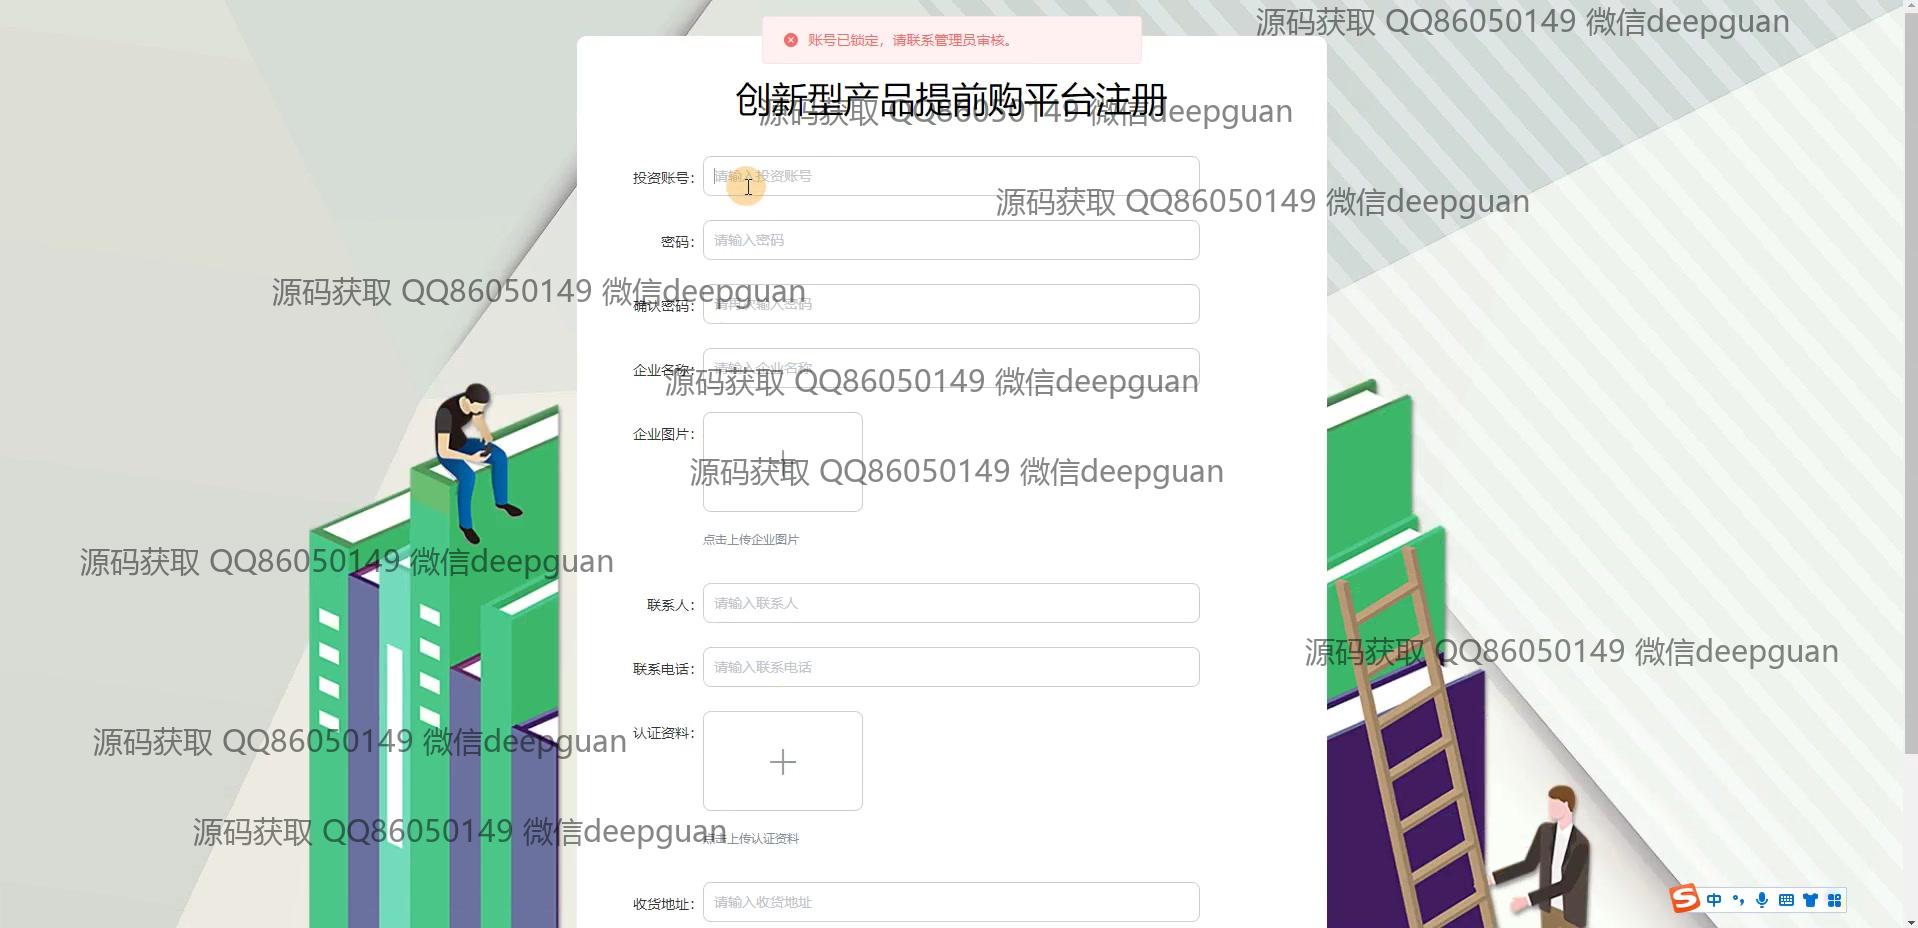 源码获取 QQ86050149 微信deepguan
账号已锁定，请联系管理员审核。
创新型产品提前购平台注册
源码获取 QQ86050149 微信deepguan
投资账号：
请输入投资账号
源码获取 QQ86050149 微信deepguan
密码：
请输入密码
源码获取 QQ86050149 微信deepguan
确认密码：
请再次输入密码
企业名称：
请输入企业名称
源码获取 QQ86050149 微信deepguan
企业图片：
源码获取 QQ86050149 微信deepguan
点击上传企业图片
源码获取 QQ86050149 微信deepguan
联系人：
请输入联系人
源码获取 QQ86050149 微信deepguan
联系电话：
请输入联系电话
认证资料：
源码获取 QQ86050149 微信deepguan
源码获取 QQ86050149 微信deepguan
点击上传认证资料
收货地址：
请输入收货地址
中